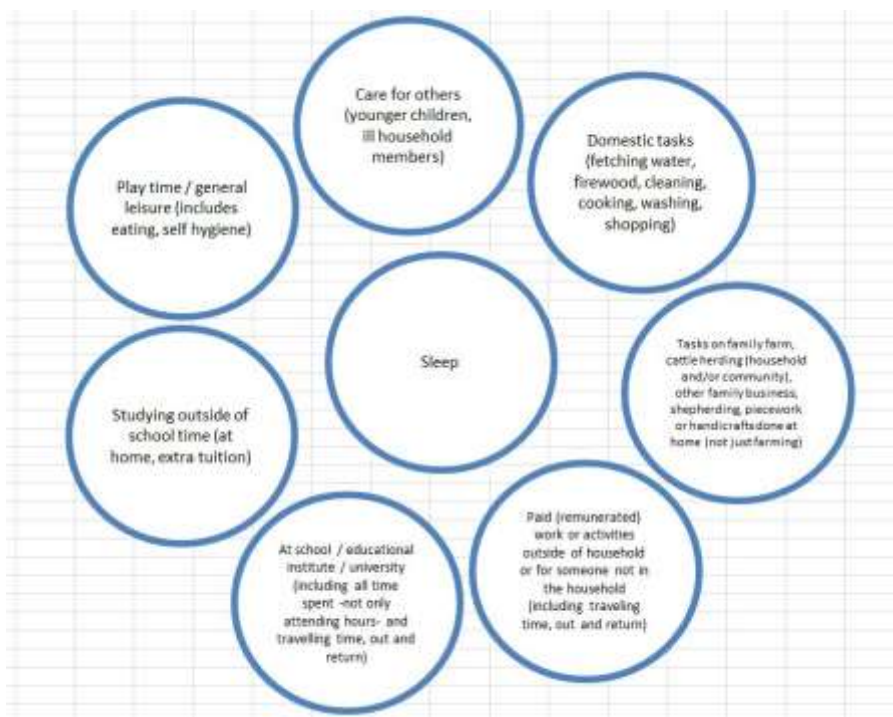 Care for others
(younger children,
ill household
members)
Domestic tasks
(fetching water,
firewood, cleaning,
cooking, washing,
shopping)
Play time / general
leisure (includes
eating, self hygiene)
Sleep
Tasks on family farm,
cattle herding (household
and/or community),
other family business,
shepherding, piecework
or handicrafts done at
home (not just farming)
Studying outside of
school time (at
home, extra tuition)
Paid (remunerated)
work or activities
outside of household
or for someone not in
the household
(including traveling
time, out and return)
At school / educational
institute / university
(including all time
spent -not only
attending hours- and
travelling time, out and
return)